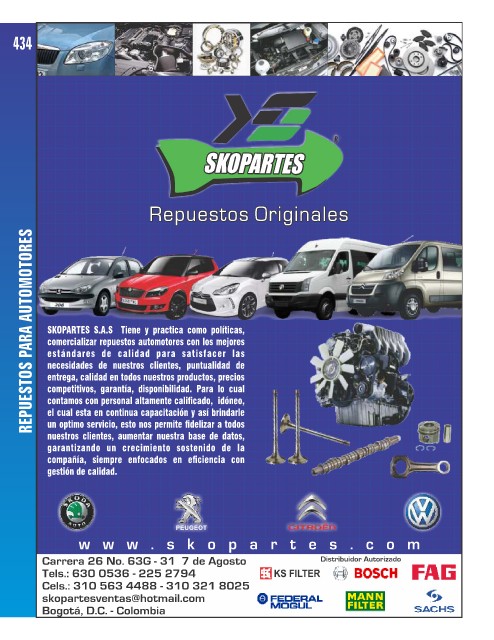 434
REPUESTOS PARA AUTOMOTORES
SKOPARTES
Repuestos Originales
SKOPARTES S.A.S Tiene y practica como políticas,
comercializar repuestos automotores con los mejores
estándares de calidad para satisfacer las
necesidades de nuestros clientes, puntualidad de
entrega, calidad en todos nuestros productos, precios
competitivos, garantía, disponibilidad. Para lo cual
contamos con personal altamente calificado, idóneo,
el cual esta en continua capacitación y así brindarle
un optimo servicio, esto nos permite fidelizar a todos
nuestros clientes, aumentar nuestra base de datos,
garantizando un crecimiento sostenido de la
compañía, siempre enfocados en eficiencia con
gestión de calidad.
SKODA
AUTO
PEUGEOT
CITROËN
www.skopartes.com
Carrera 26 No. 63G - 31 7 de Agosto
Tels.: 630 0536 - 225 2794
Cels.: 310 563 4488 - 310 321 8025
skopartesventas@hotmail.com
Bogotá, D.C. - Colombia
Distribuidor Autorizado
KS FILTER
BOSCH
FAG
FEDERAL
MOGUL
MANN
FILTER
SACHS